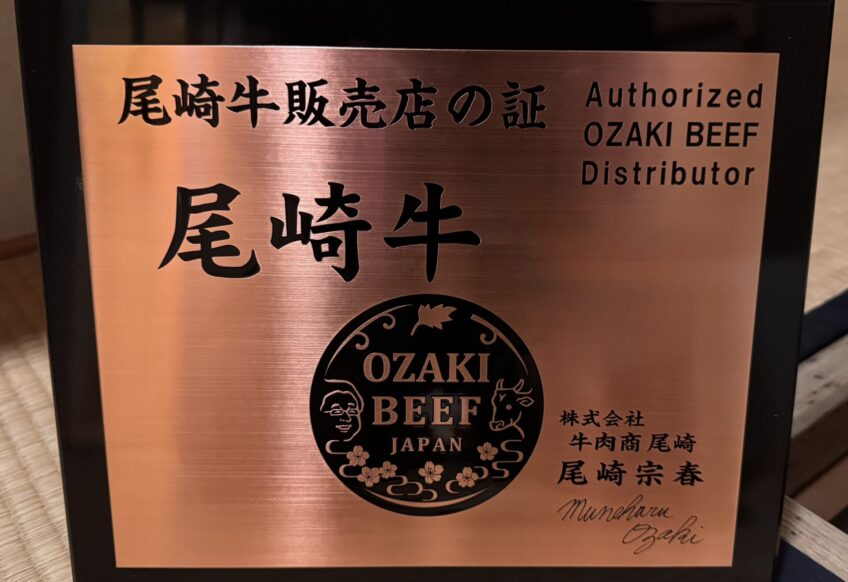 尾崎牛販売店の証
Authorized
OZAKI BEEF
Distributor
尾崎牛
OZAKI
BEEF
JAPAN
株式会社
牛肉商 尾崎
尾崎宗春
Muneharu
Ozaki